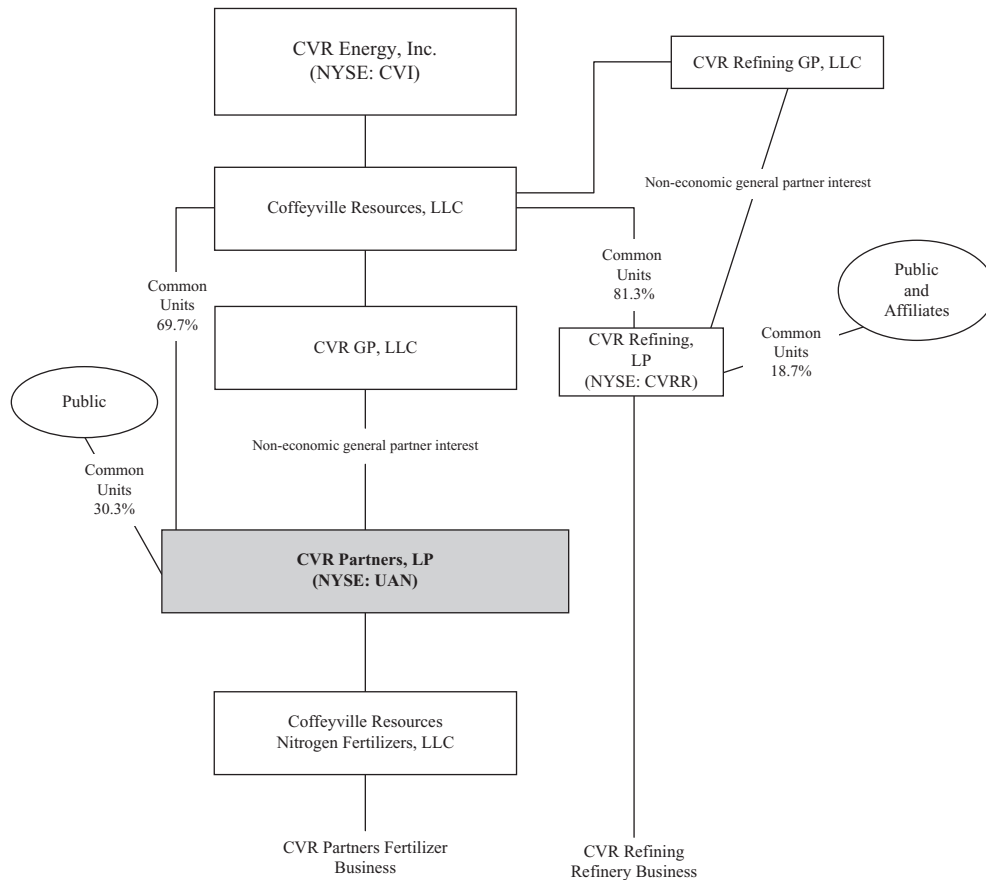 CVR Energy, Inc.
(NYSE: CVI)
CVR Refining GP, LLC
Non-economic general partner interest
Coffeyville Resources, LLC
Common
Units
69.7%
Common
Units
81.3%
Public
and
Affiliates
CVR GP, LLC
CVR Refining,
LP
(NYSE: CVRR)
Common
Units
18.7%
Public
Non-economic general partner interest
Common
Units
30.3%
CVR Partners, LP
(NYSE: UAN)
Coffeyville Resources
Nitrogen Fertilizers, LLC
CVR Partners Fertilizer
Business
CVR Refining
Refinery Business